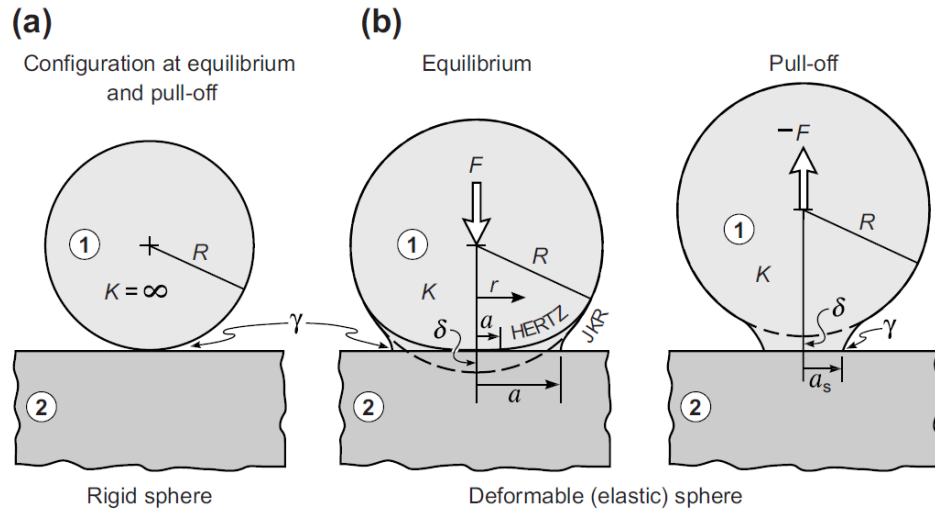 (a)
Configuration at equilibrium
and pull-off
1
R
K = ∞
γ
2
Rigid sphere
(b)
Equilibrium
F
1
R
K
r
a
HERTZ
JKR
δ
a
2
Pull-off
−F
1
R
K
δ
γ
aₛ
2
Deformable (elastic) sphere